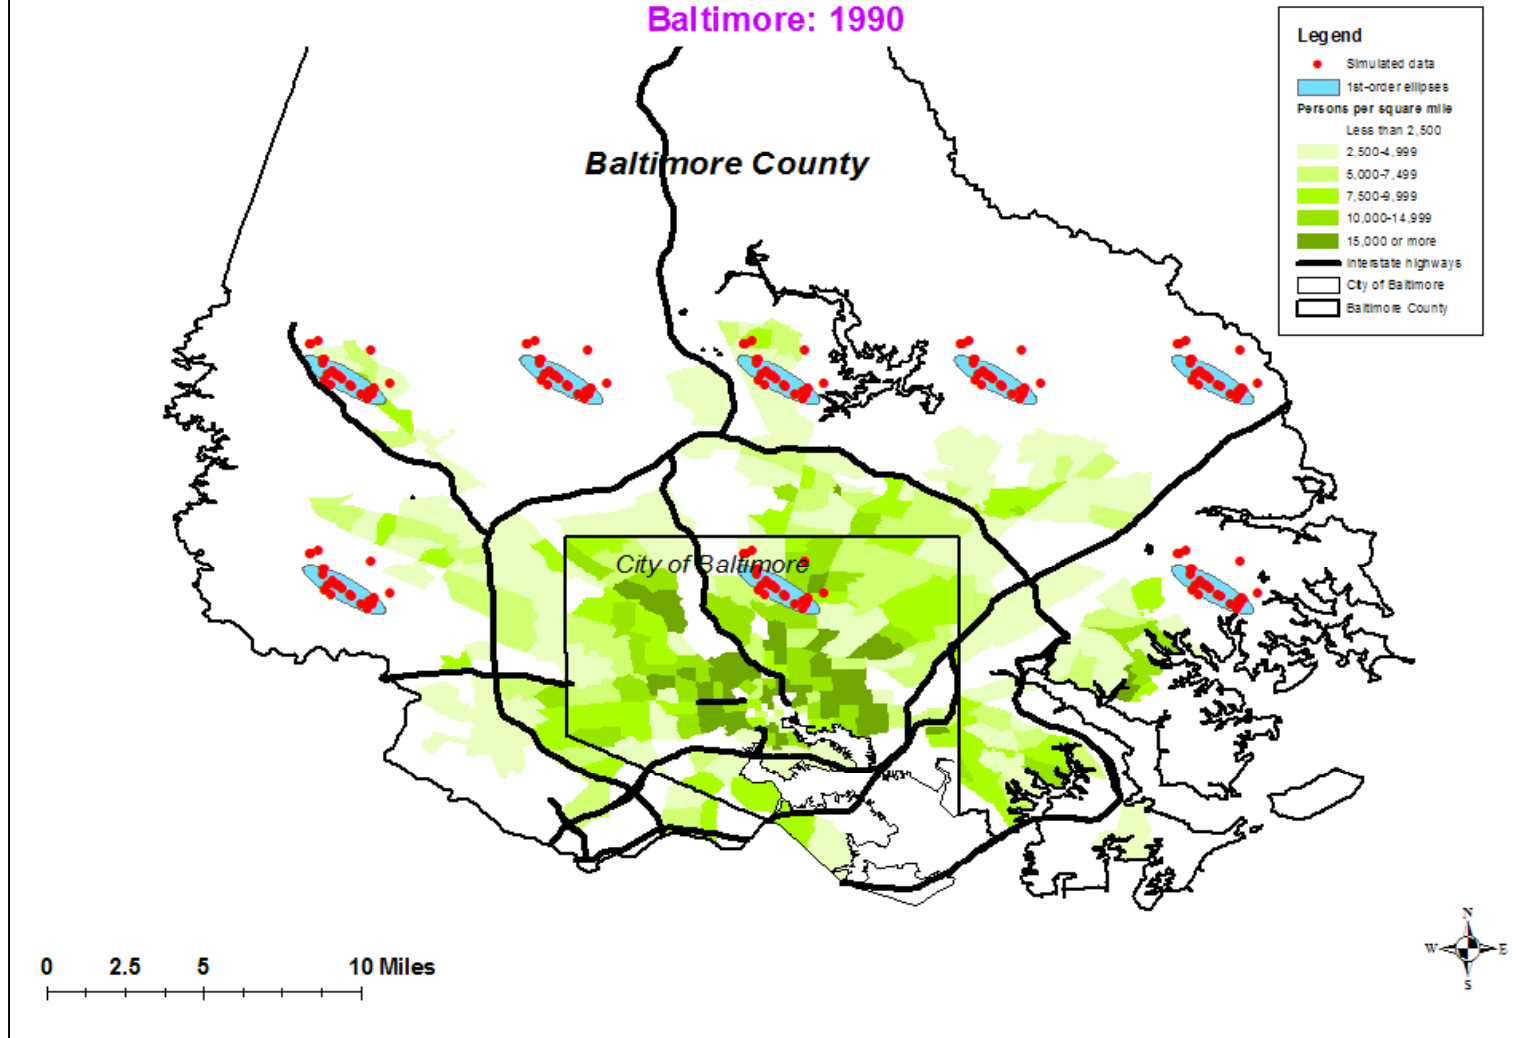 Baltimore: 1990
Legend
Simulated data
1st-order ellipses
Persons per square mile
Less than 2,500
2,500-4,999
5,000-7,499
7,500-9,999
10,000-14,999
15,000 or more
Interstate highways
City of Baltimore
Baltimore County
Baltimore County
City of Baltimore
0 2.5 5 10 Miles
N
W E
S